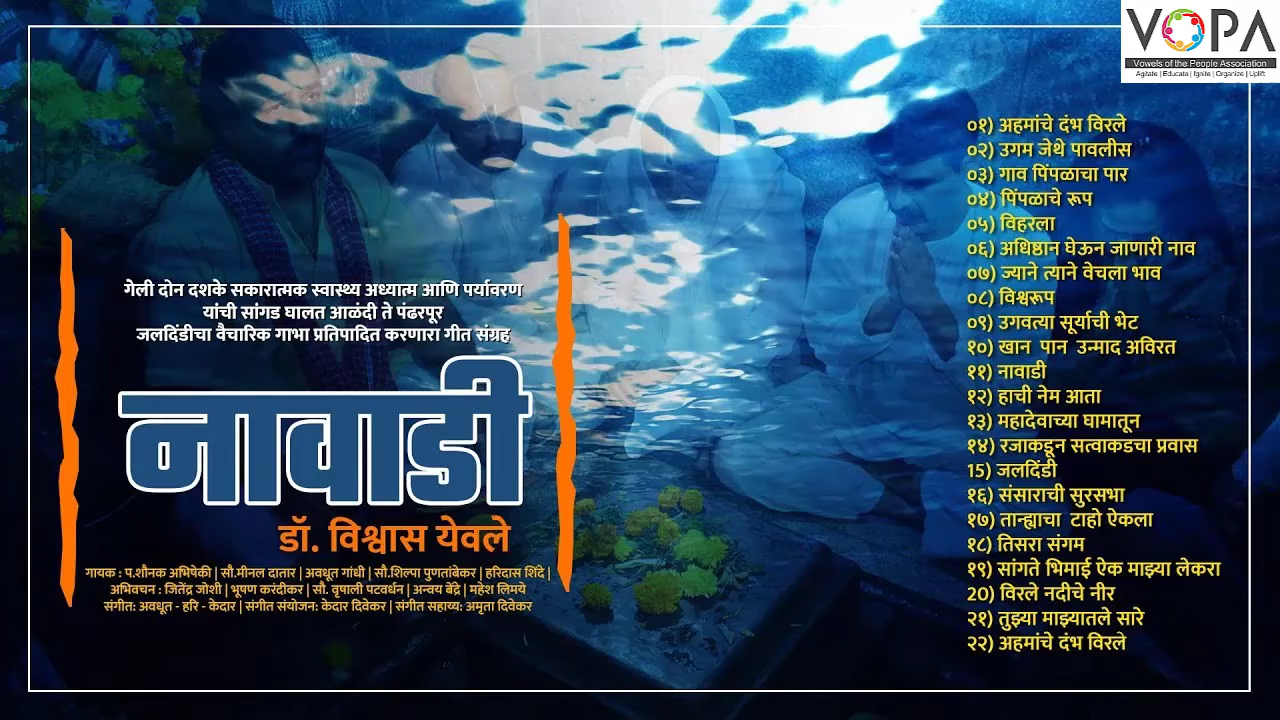 VOPA
Vowels of the People Association
Agitate | Educate | Ignite | Organize | Uplift
गेली दोन दशके सकारात्मक स्वास्थ्य अध्यात्म आणि पर्यावरण
यांची सांगड घालत आळंदी ते पंढरपूर
जलदिंडीचा वैचारिक गाभा प्रतिपादित करणारा गीत संग्रह
नावाडी
डॉ. विश्वास येवले
गायक : प.शौनक अभिषेकी | सौ.मीनल दातार | अवधूत गांधी | सौ.शिल्पा पुणतांबेकर | हरिदास शिंदे |
अभिवचन : जितेंद्र जोशी | भूषण करंदीकर | सौ. वृषाली पटवर्धन | अन्वय बेंद्रे | महेश लिमये
संगीत: अवधूत - हरि - केदार | संगीत संयोजन: केदार दिवेकर | संगीत सहाय्य: अमृता दिवेकर
०१) अहमांचे दंभ विरले
०२) उगम जेथे पावलीस
०३) गाव पिंपळाचा पार
०४) पिंपळाचे रूप
०५) विहरला
०६) अधिष्ठान घेऊन जाणारी नाव
०७) ज्याने त्याने वेचला भाव
०८) विश्वरूप
०९) उगवत्या सूर्याची भेट
१०) खान पान उन्माद अविरत
११) नावाडी
१२) हाची नेम आता
१३) महादेवाच्या घामातून
१४) रजाकडून सत्वाकडचा प्रवास
15) जलदिंडी
१६) संसाराची सुरसभा
१७) तान्ह्याचा टाहो ऐकला
१८) तिसरा संगम
१९) सांगते भिमाई ऐक माझ्या लेकरा
20) विरले नदीचे नीर
२१) तुझ्या माझ्यातले सारे
२२) अहमांचे दंभ विरले